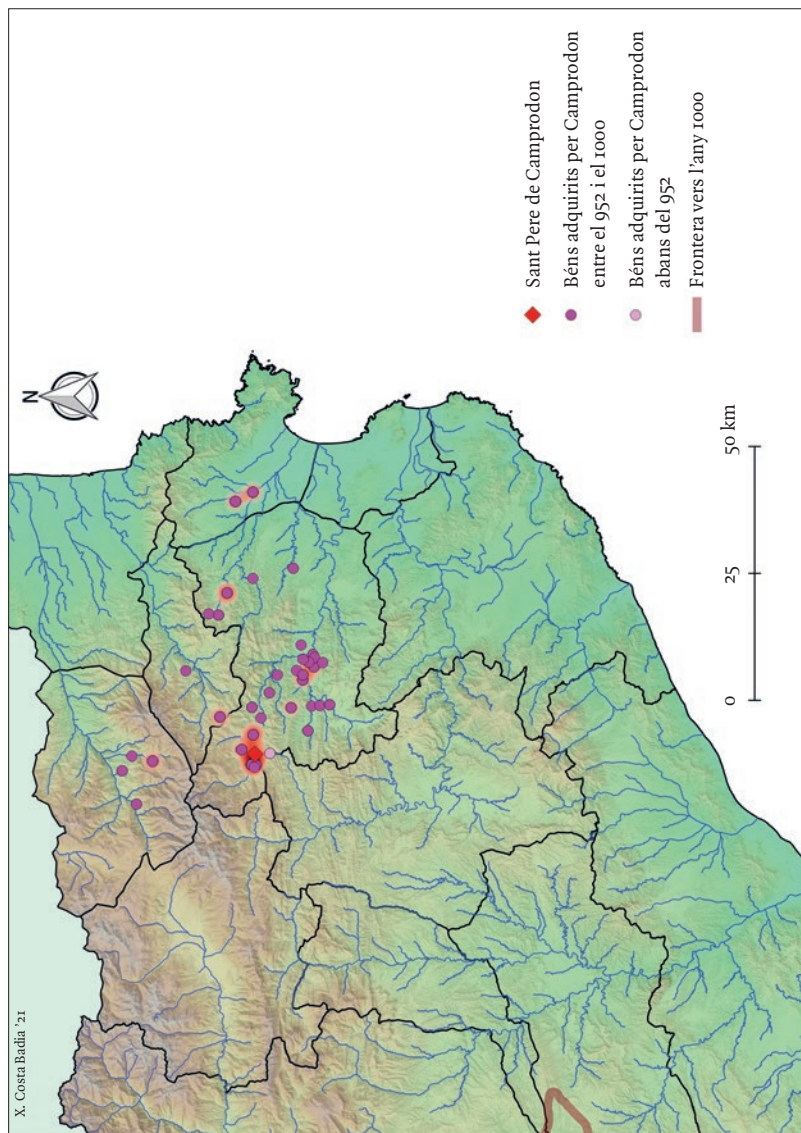 X. Costa Badia '21
N
Sant Pere de Camprodon
Béns adquirits per Camprodon
entre el 952 i el 1000
Béns adquirits per Camprodon
abans del 952
Frontera vers l'any 1000
0
25
50 km